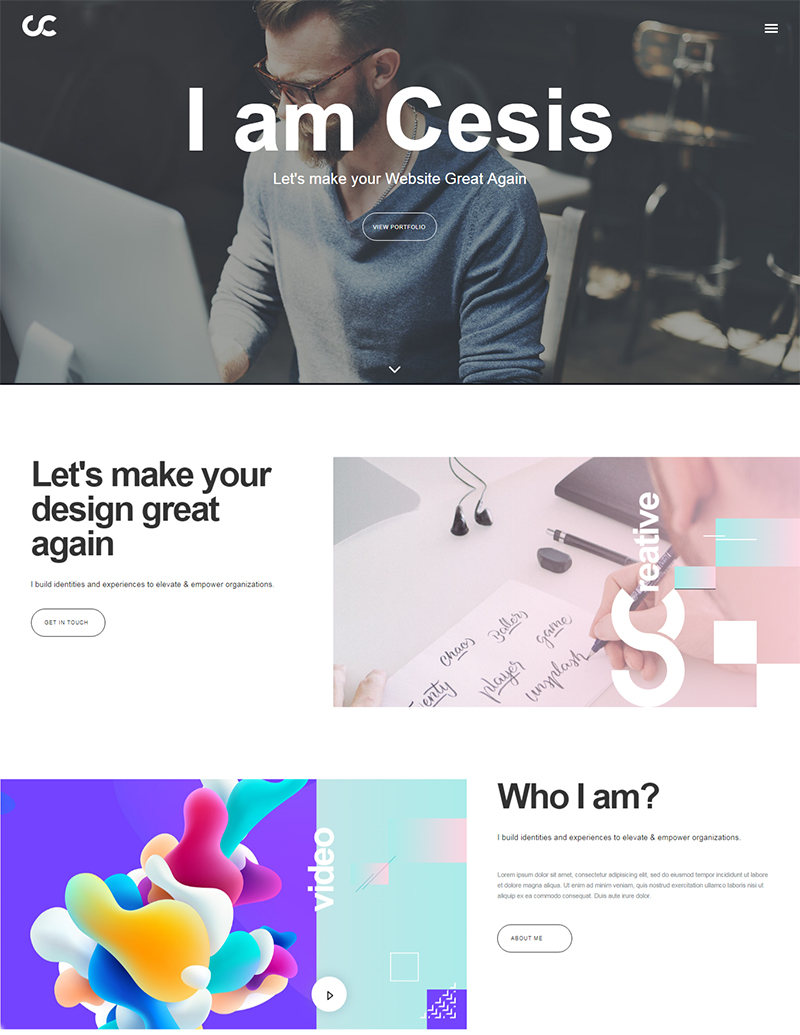 I am Cesis
Let's make your Website Great Again
VIEW PORTFOLIO
Let's make your
design great
again
I build identities and experiences to elevate & empower organizations.
GET IN TOUCH
reative
chaos
Ballers
game
player
unsplash
video
Who I am?
I build identities and experiences to elevate & empower organizations.
Lorem ipsum dolor sit amet, consectetur adipisicing elit, sed do eiusmod tempor incididunt ut labore
et dolore magna aliqua. Ut enim ad minim veniam, quis nostrud exercitation ullamco laboris nisi ut
aliquip ex ea commodo consequat. Duis aute irure dolor.
ABOUT ME